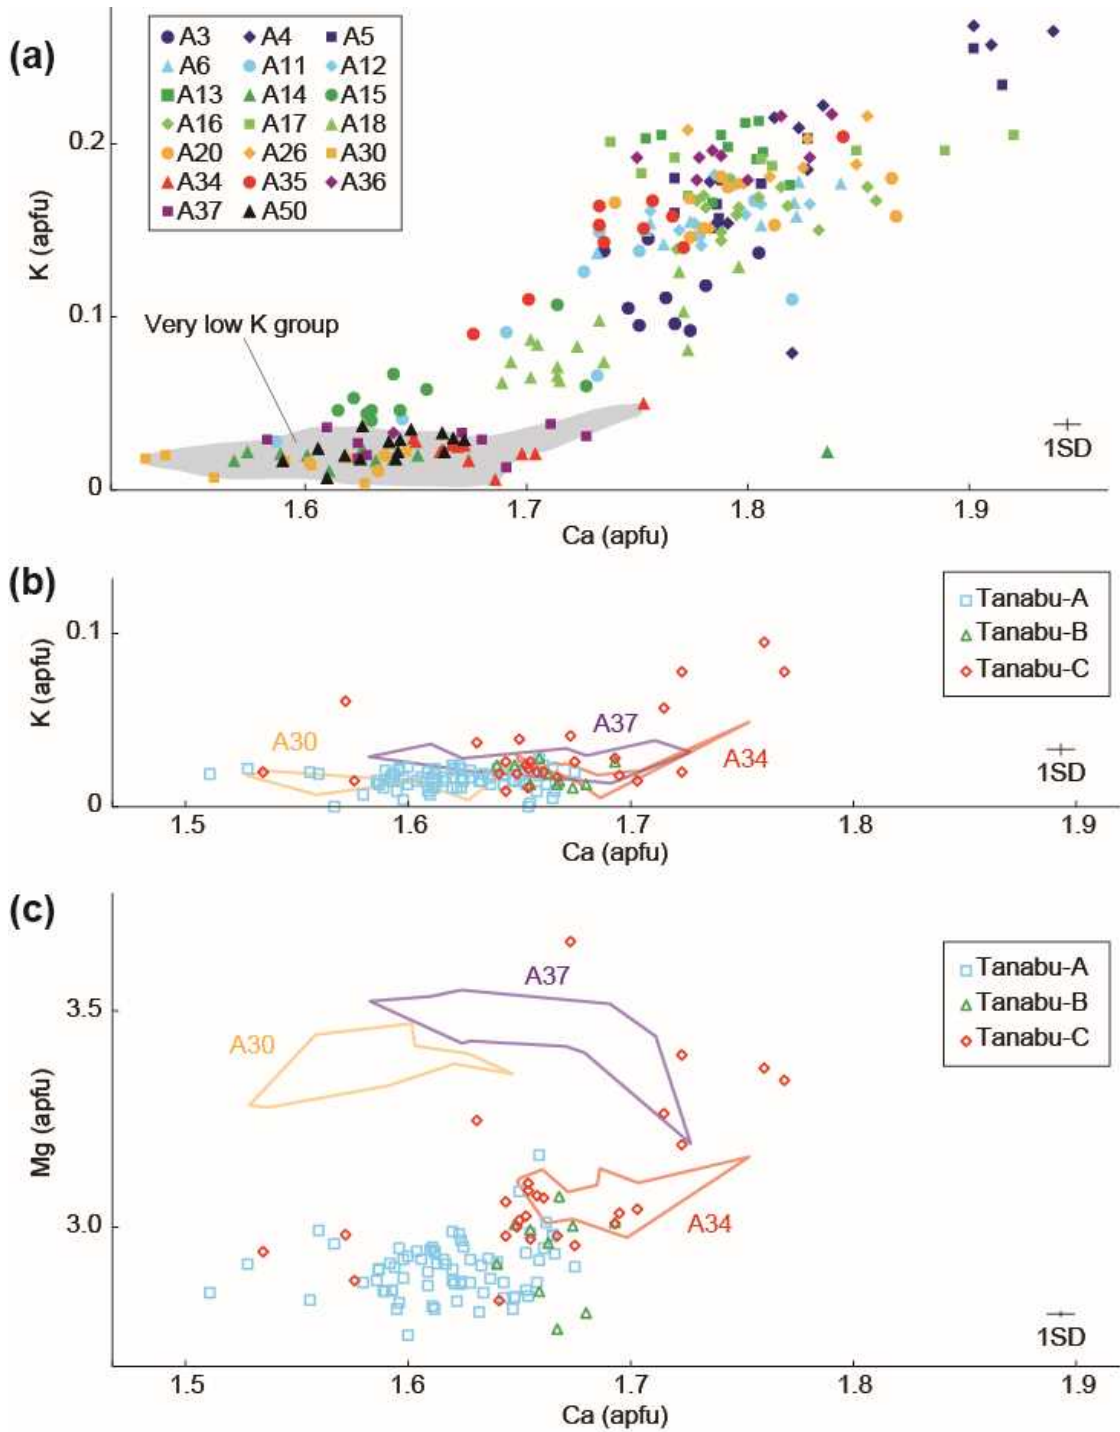 (a)
A3 A4 A5
A6 A11 A12
A13 A14 A15
A16 A17 A18
A20 A26 A30
A34 A35 A36
A37 A50
K (apfu)
0.2
0.1
0
Very low K group
1SD
1.6 1.7 1.8 1.9
Ca (apfu)
(b)
K (apfu)
0.1
0
Tanabu-A
Tanabu-B
Tanabu-C
A30
A37
A34
1SD
1.5 1.6 1.7 1.8 1.9
Ca (apfu)
(c)
Mg (apfu)
3.5
3.0
Tanabu-A
Tanabu-B
Tanabu-C
A37
A30
A34
1SD
1.5 1.6 1.7 1.8 1.9
Ca (apfu)